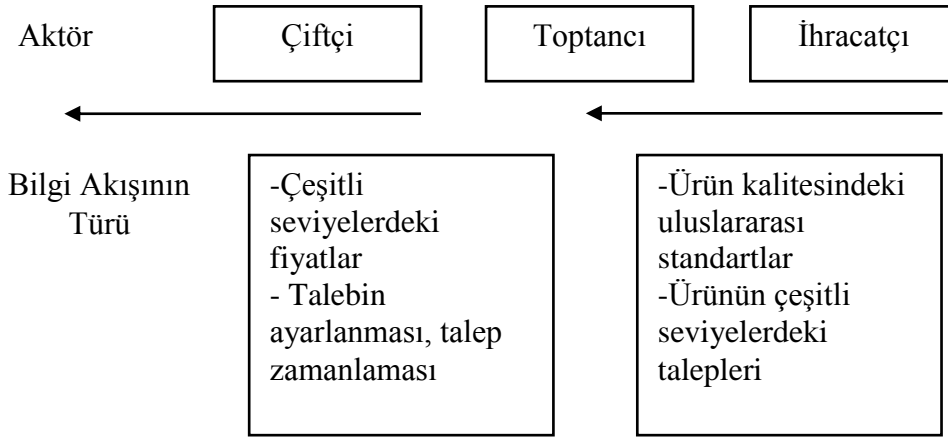 Aktör
Çiftçi
Toptancı
İhracatçı
Bilgi Akışının
Türü
-Çeşitli
seviyelerdeki
fiyatlar
- Talebin
ayarlanması, talep
zamanlaması
-Ürün kalitesindeki
uluslararası
standartlar
-Ürünün çeşitli
seviyelerdeki
talepleri